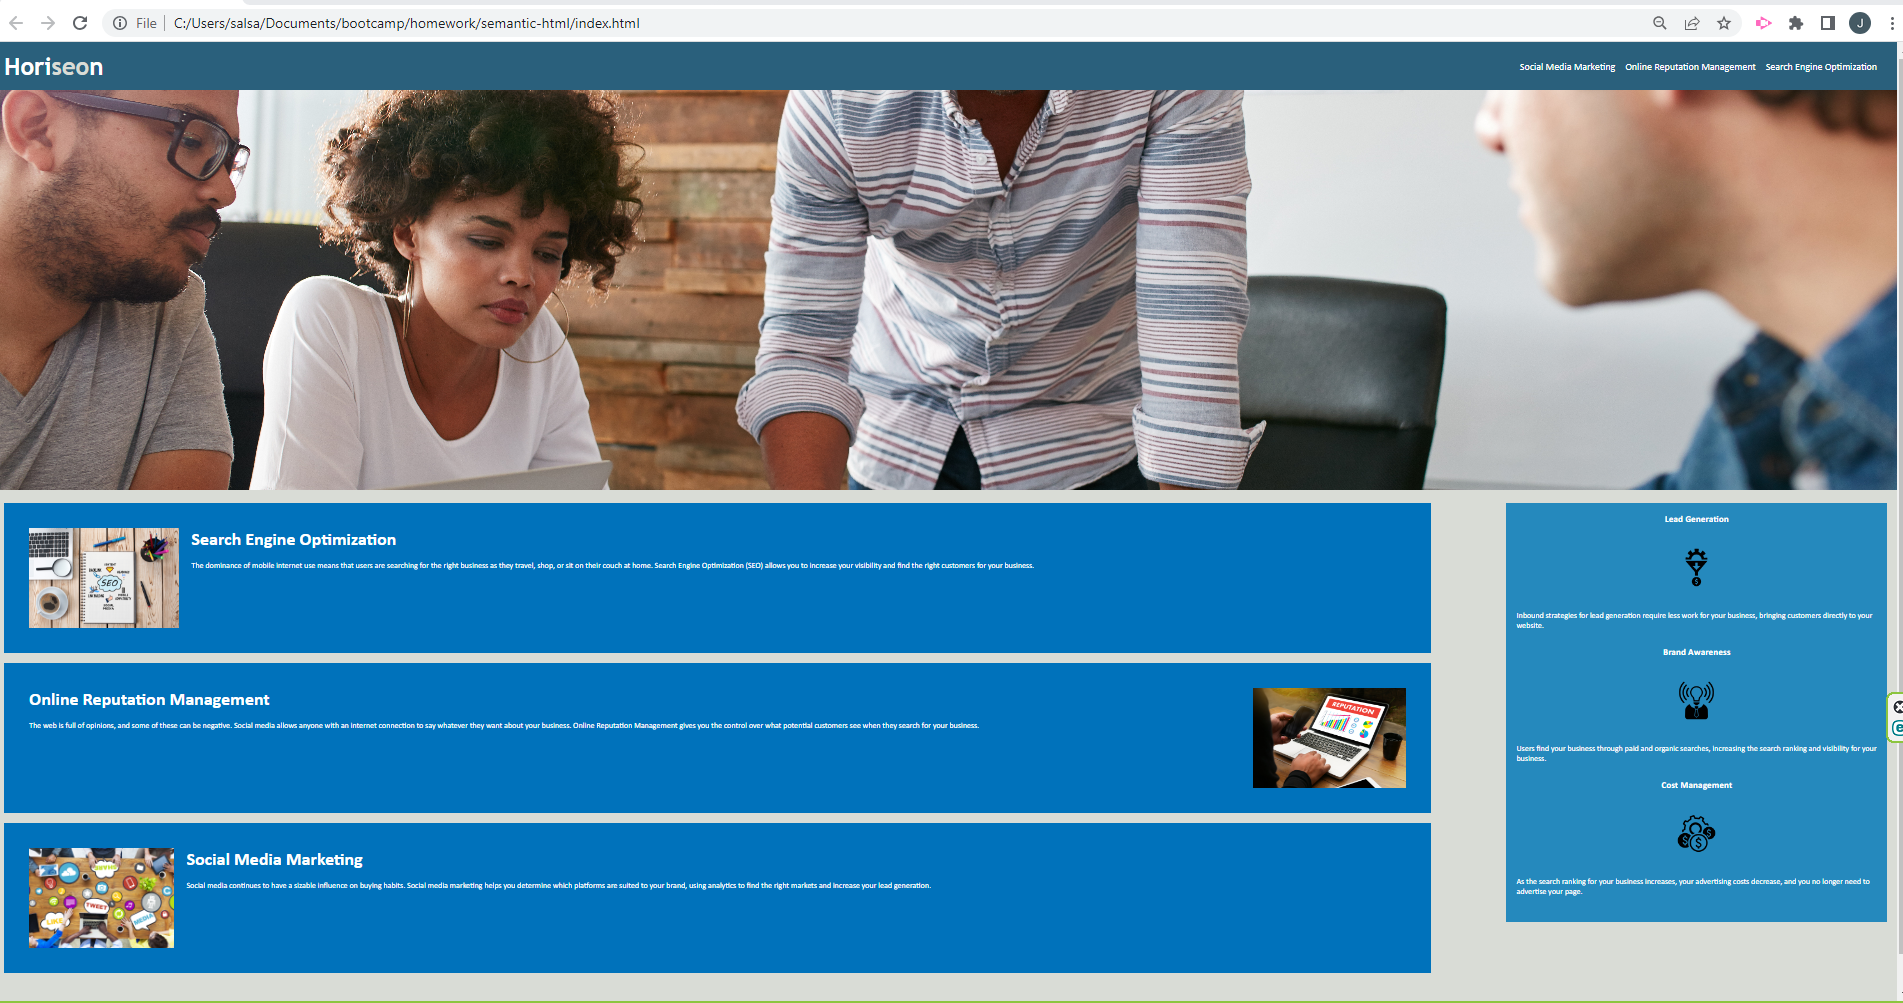 File | C:/Users/salsa/Documents/bootcamp/homework/semantic-html/index.html
J
Horiseon
Social Media Marketing Online Reputation Management Search Engine Optimization
Search Engine Optimization
SEO
The dominance of mobile internet use means that users are searching for the right business as they travel, shop, or sit on their couch at home. Search Engine Optimization (SEO) allows you to increase your visibility and find the right customers for your business.
Online Reputation Management
The web is full of opinions, and some of these can be negative. Social media allows anyone with an internet connection to say whatever they want about your business. Online Reputation Management gives you the control over what potential customers see when they search for your business.
REPUTATION
Social Media Marketing
Social media continues to have a sizable influence on buying habits. Social media marketing helps you determine which platforms are suited to your brand, using analytics to find the right markets and increase your lead generation.
TWEET
LIKE
MEDIA
Lead Generation
Inbound strategies for lead generation require less work for your business, bringing customers directly to your
website.
Brand Awareness
Users find your business through paid and organic searches, increasing the search ranking and visibility for your
business.
Cost Management
As the search ranking for your business increases, your advertising costs decrease, and you no longer need to
advertise your page.